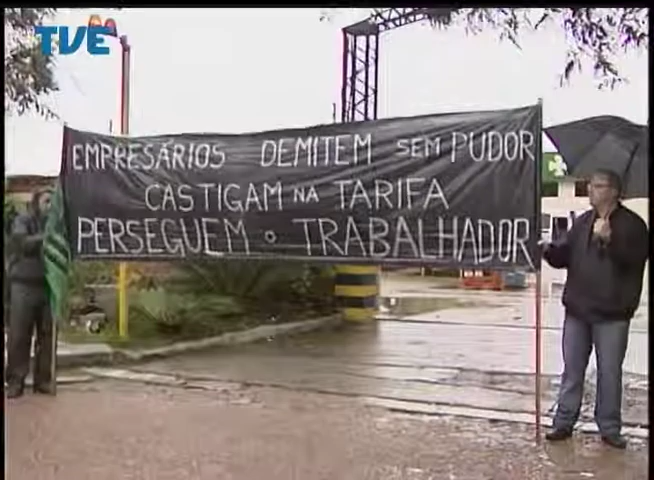 TVE
EMPRESÁRIOS DEMITEM SEM PUDOR
CASTIGAM NA TARIFA
PERSEGUEM O TRABALHADOR